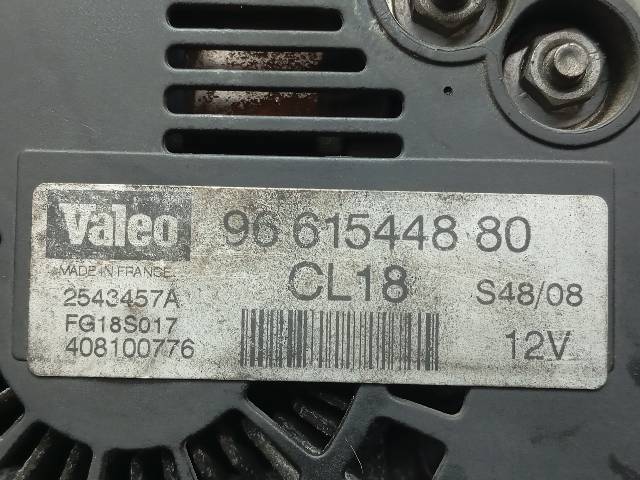 Valeo
96 615448 80
MADE IN FRANCE
CL18
2543457A
S48/08
FG18S017
408100776
12V